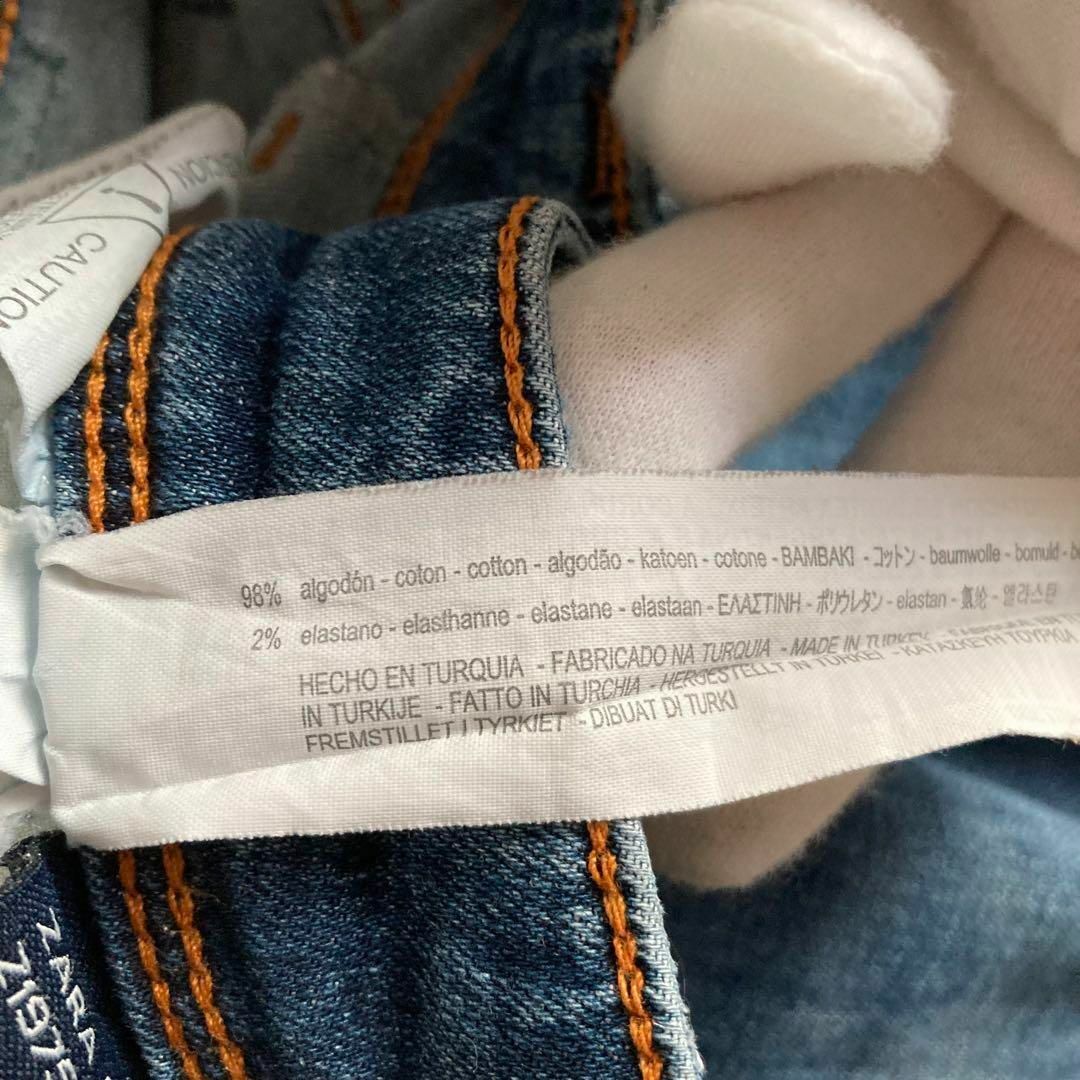 CAUTION
98% algodón - coton - cotton - algodão - katoen - cotone - BAMBAKI - コットン - baumwolle - bomuld -
2% elastano - elasthanne - elastane - elastaan - ΕΛΑΣΤΙΝΗ - ポリウレタン - elastan - 氨纶 - 엘라스틴
HECHO EN TURQUIA - FABRICADO NA TURQUIA - MADE IN TURKEY -
IN TURKIJE - FATTO IN TURCHIA - HERGESTELLT IN TURKEI - ΚΑΤΑΣΚΕΥΗ ΤΟΥΡΚΙΑ
FREMSTILLET I TYRKIET - DIBUAT DI TURKI
ZARA
Z1975